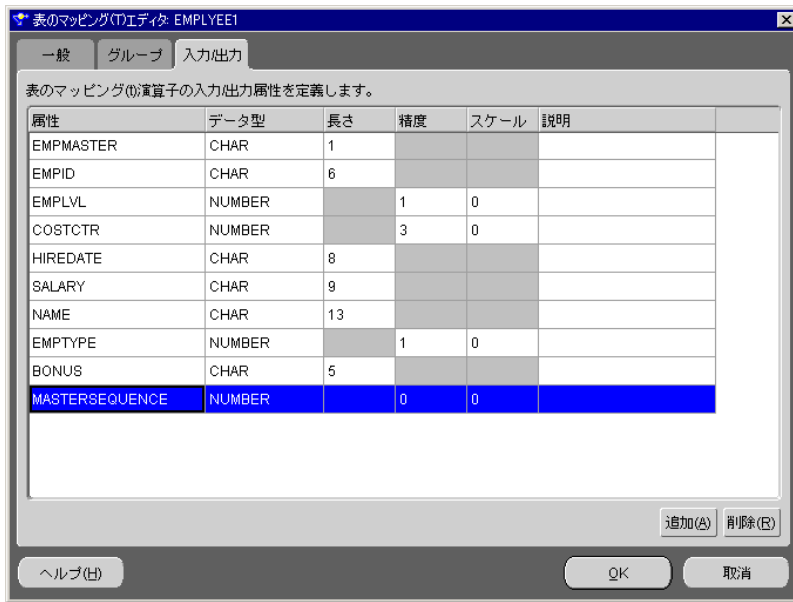 表のマッピング(T)エディタ: EMPLYEE1
一般 グループ 入力/出力
表のマッピング(t)演算子の入力/出力属性を定義します。
属性 データ型 長さ 精度 スケール 説明
EMPMASTER CHAR 1
EMPID CHAR 6
EMPLVL NUMBER 1 0
COSTCTR NUMBER 3 0
HIREDATE CHAR 8
SALARY CHAR 9
NAME CHAR 13
EMPTYPE NUMBER 1 0
BONUS CHAR 5
MASTERSEQUENCE NUMBER 0 0
追加(A) 削除(R)
ヘルプ(H) OK 取消